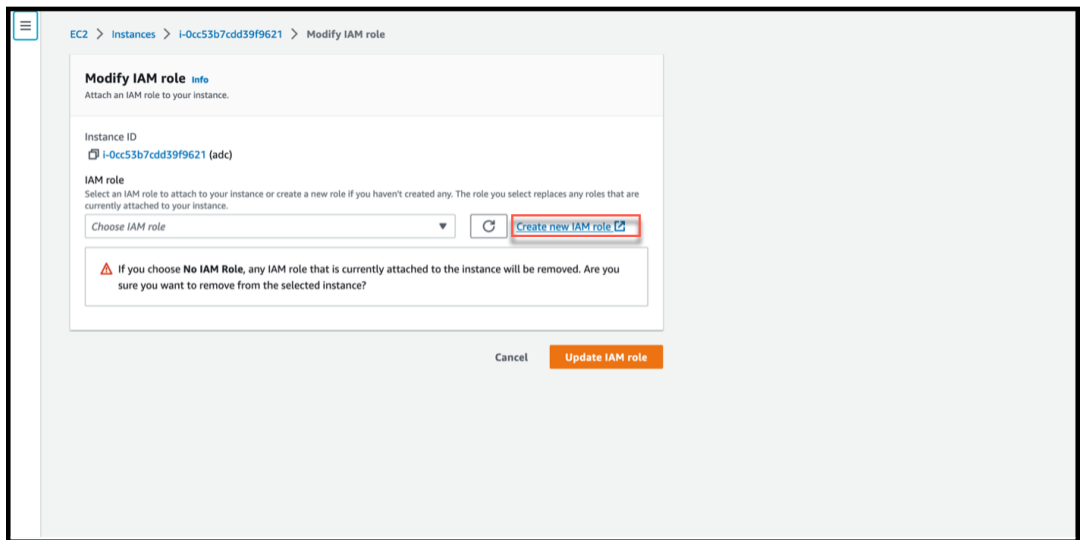 EC2 > Instances > i-0cc53b7cdd39f9621 > Modify IAM role
Modify IAM role Info
Attach an IAM role to your instance.
Instance ID
i-0cc53b7cdd39f9621 (adc)
IAM role
Select an IAM role to attach to your instance or create a new role if you haven't created any. The role you select replaces any roles that are
currently attached to your instance.
Choose IAM role
Create new IAM role
If you choose No IAM Role, any IAM role that is currently attached to the instance will be removed. Are you
sure you want to remove from the selected instance?
Cancel
Update IAM role